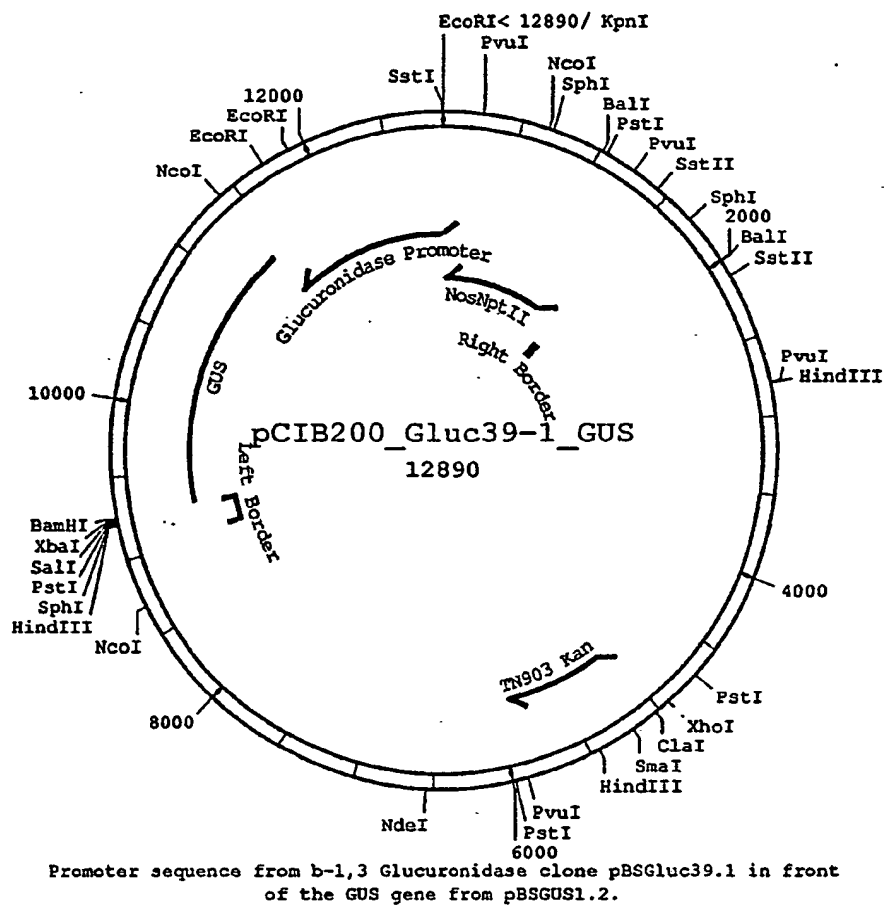 EcoRI< 12890/ KpnI
PvuI
NcoI
SphI
BalI
PstI
PvuI
SstII
SphI
2000
BalI
SstII
PvuI
HindIII
4000
PstI
XhoI
ClaI
SmaI
HindIII
PvuI
PstI
6000
NdeI
8000
NcoI
HindIII
SphI
PstI
SalI
XbaI
BamHI
10000
NcoI
EcoRI
EcoRI
12000
SstI
Glucuronidase Promoter
NosNptII
Right Border
GUS
Left Border
TN903 Kan
pCIB200_Gluc39-1_GUS
12890
Promoter sequence from b-1,3 Glucuronidase clone pBSGluc39.1 in front
of the GUS gene from pBSGUS1.2.